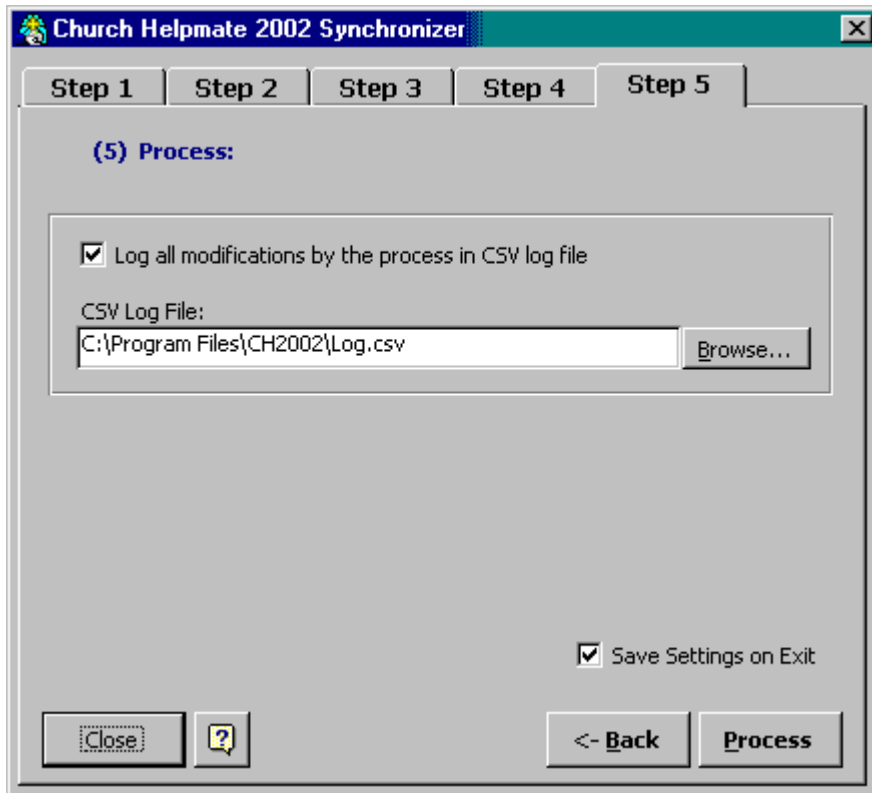 Church Helpmate 2002 Synchronizer
Step 1 Step 2 Step 3 Step 4 Step 5
(5) Process:
Log all modifications by the process in CSV log file
CSV Log File:
C:\Program Files\CH2002\Log.csv Browse...
Save Settings on Exit
Close ? <- Back Process